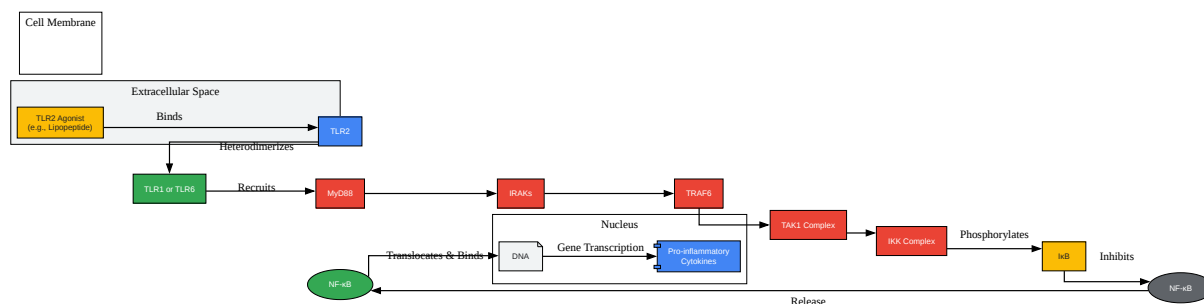 Cell Membrane
Extracellular Space
TLR2 Agonist
(e.g., Lipopeptide)
Binds
TLR2
Heterodimerizes
TLR1 or TLR6
Recruits
MyD88
IRAKs
TRAF6
TAK1 Complex
IKK Complex
Phosphorylates
IκB
Inhibits
NF-κB
Release
NF-κB
Translocates & Binds
Nucleus
DNA
Gene Transcription
Pro-inflammatory
Cytokines